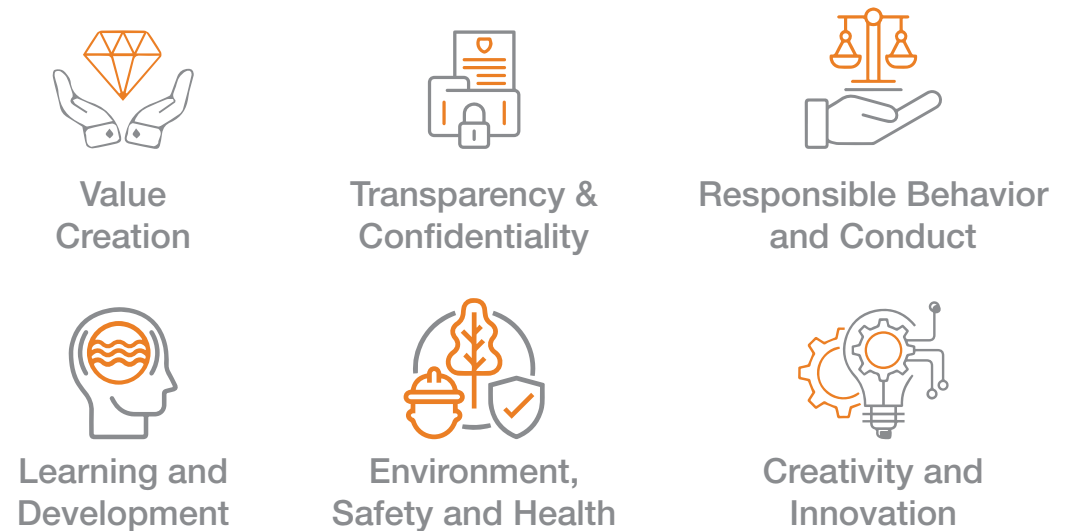 Value
Creation
Transparency &
Confidentiality
Responsible Behavior
and Conduct
Learning and
Development
Environment,
Safety and Health
Creativity and
Innovation